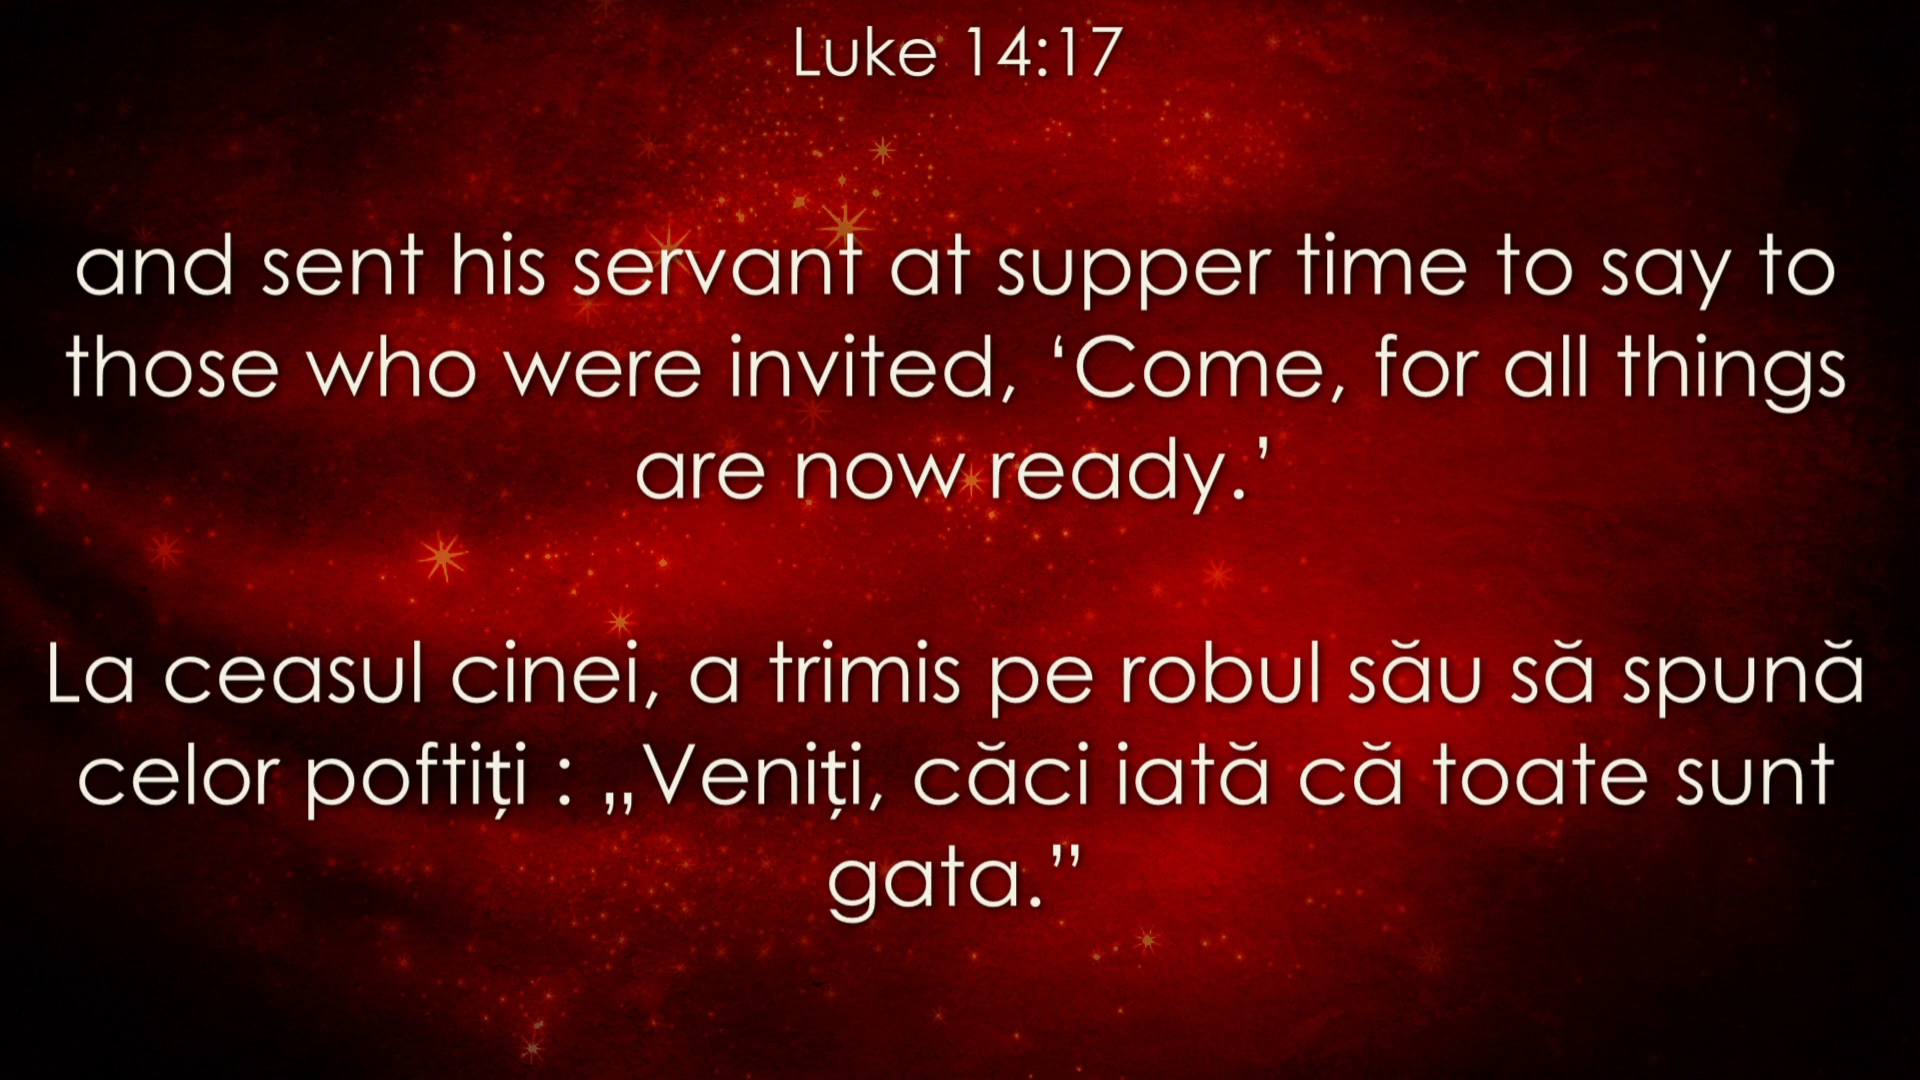 Luke 14:17
and sent his servant at supper time to say to
those who were invited, ‘Come, for all things
are now ready.’
La ceasul cinei, a trimis pe robul său să spună
celor poftiți : „Veniți, căci iată că toate sunt
gata.”